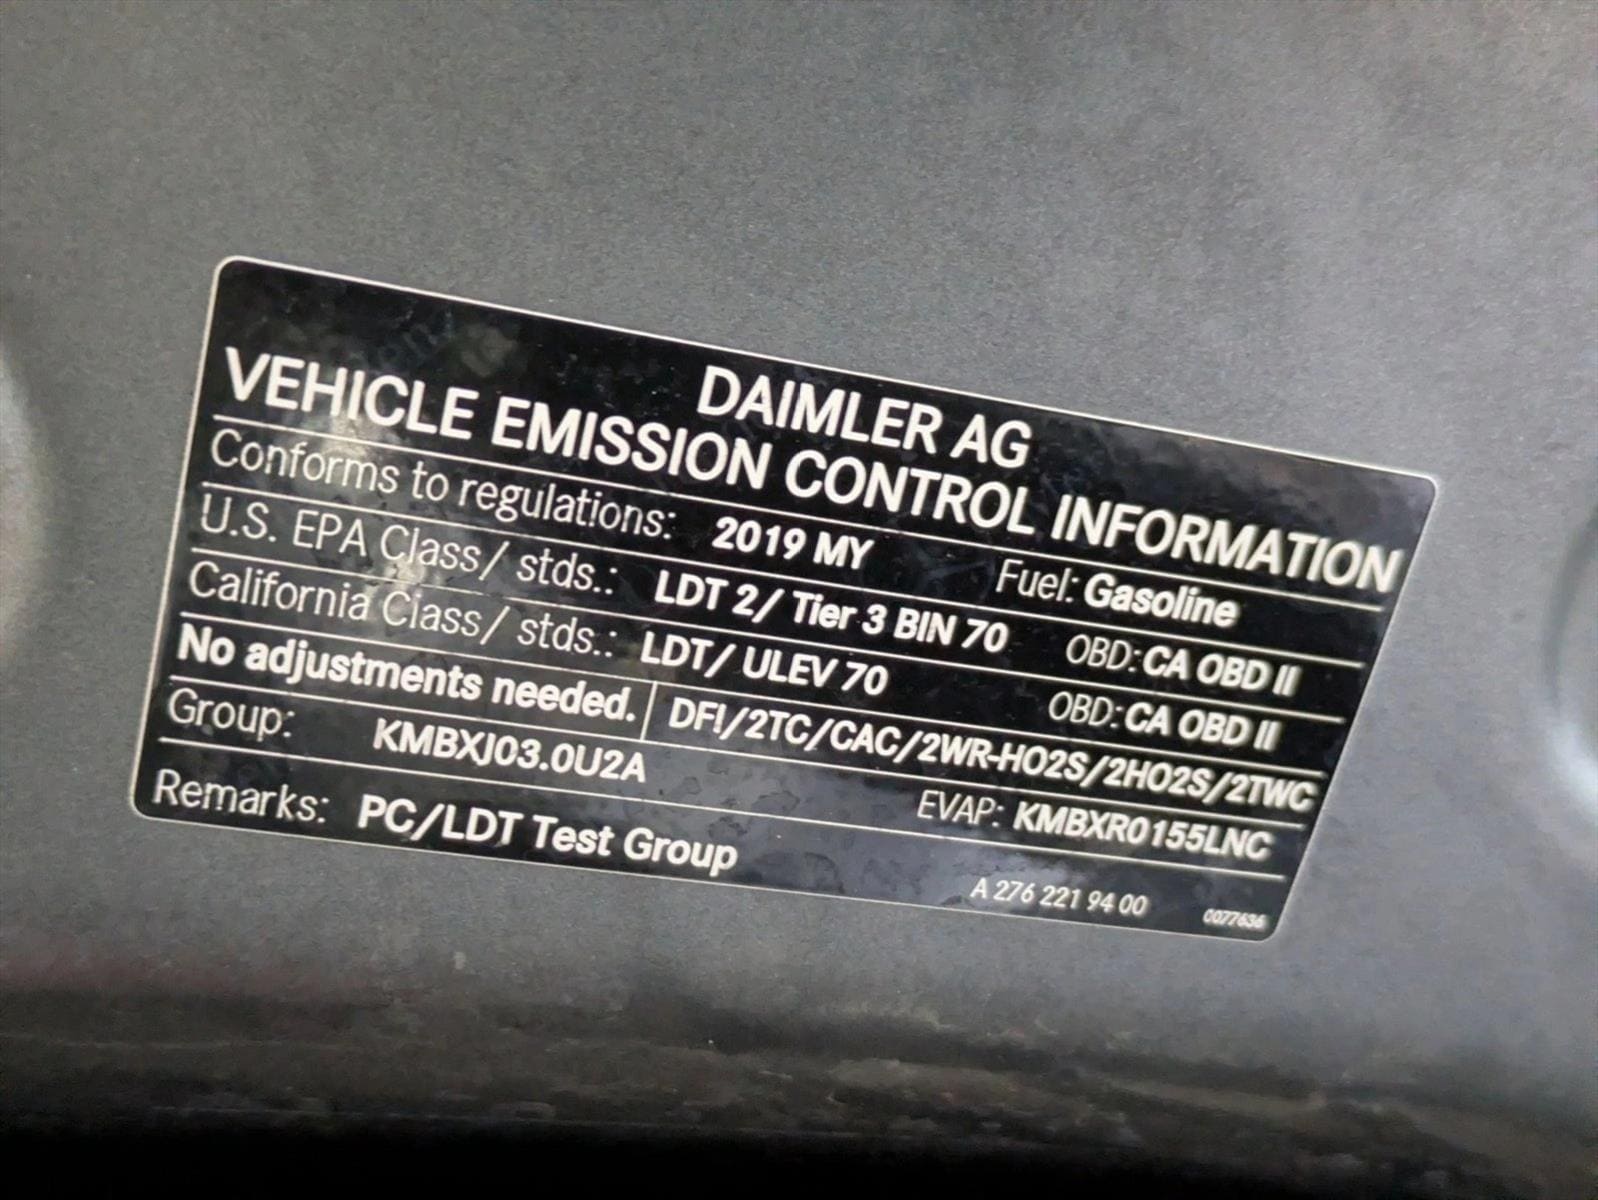 DAIMLER AG
VEHICLE EMISSION CONTROL INFORMATION
Conforms to regulations: 2019 MY Fuel: Gasoline
U.S. EPA Class/ stds.: LDT 2/ Tier 3 BIN 70 OBD: CA OBD II
California Class/ stds.: LDT/ ULEV 70 OBD: CA OBD II
No adjustments needed. DFI/2TC/CAC/2WR-HO2S/2HO2S/2TWC
Group: KMBXJ03.0U2A EVAP: KMBXR0155LNC
Remarks: PC/LDT Test Group
A 276 221 94 00 0077636